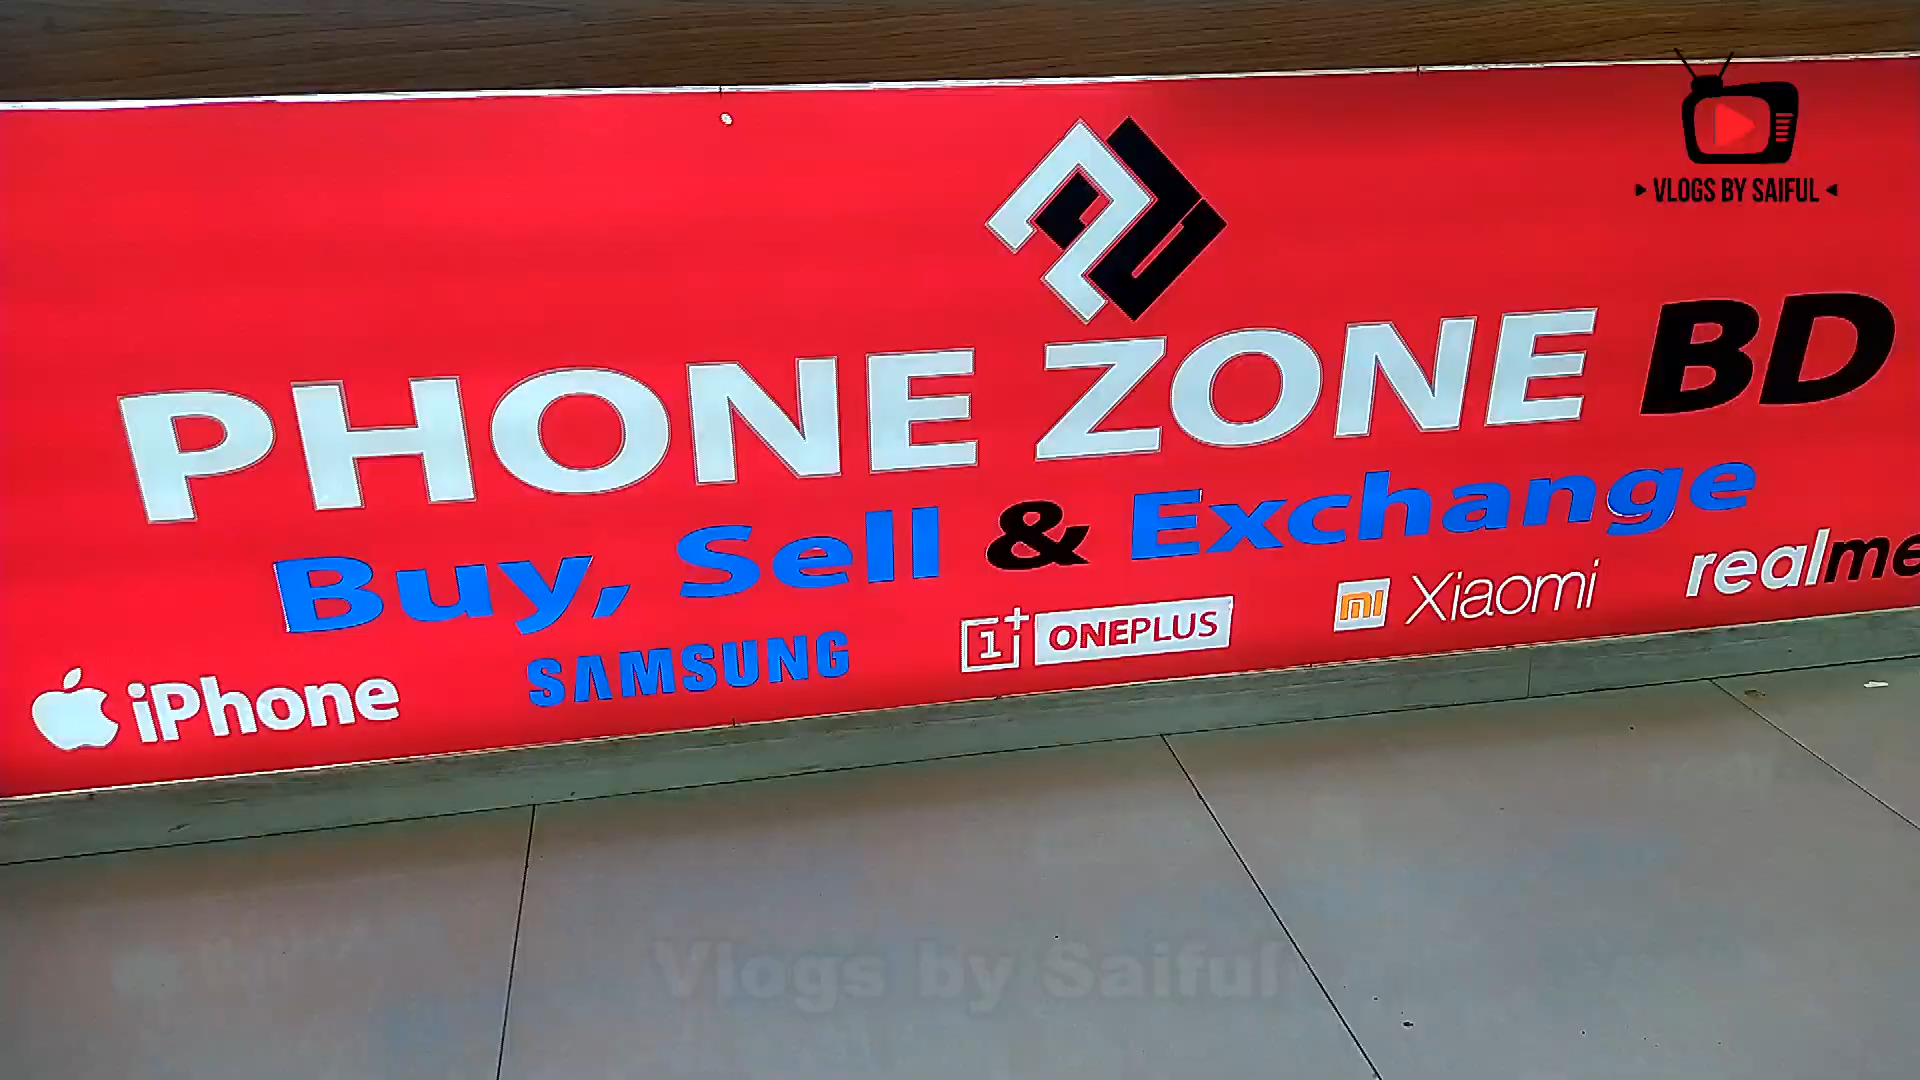 VLOGS BY SAIFUL
PHONE ZONE BD
Buy, Sell & Exchange
iPhone SAMSUNG 1+ ONEPLUS mi Xiaomi realme
Vlogs by Saiful